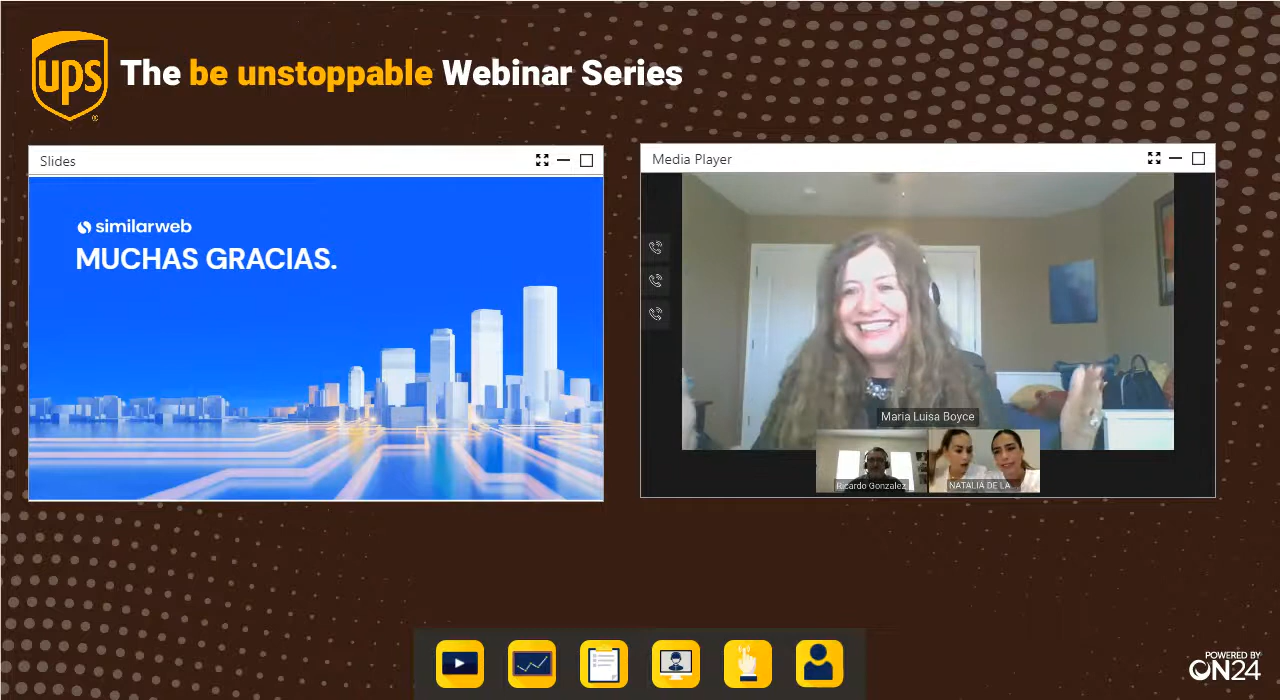 ups
The be unstoppable Webinar Series
Slides
similarweb
MUCHAS GRACIAS.
Media Player
Maria Luisa Boyce
Ricardo Gonzalez
NATALIA DE LA...
POWERED BY
ON24